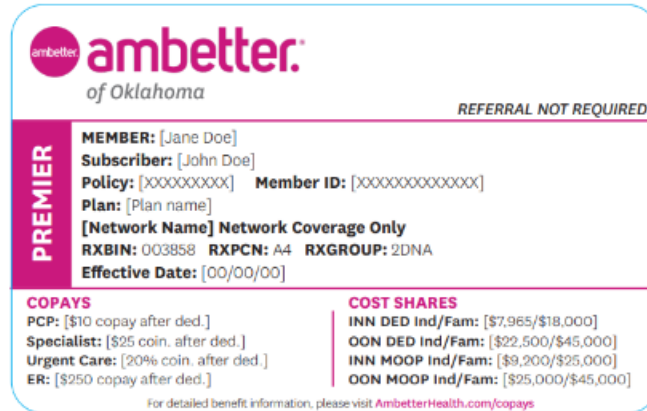 ambetter.
ambetter.
of Oklahoma
REFERRAL NOT REQUIRED
PREMIER
MEMBER: [Jane Doe]
Subscriber: [John Doe]
Policy: [XXXXXXXXX] Member ID: [XXXXXXXXXXXXX]
Plan: [Plan name]
[Network Name] Network Coverage Only
RXBIN: 003858 RXPCN: A4 RXGROUP: 2DNA
Effective Date: [00/00/00]
COPAYS
PCP: [$10 copay after ded.]
Specialist: [$25 coin. after ded.]
Urgent Care: [20% coin. after ded.]
ER: [$250 copay after ded.]
COST SHARES
INN DED Ind/Fam: [$7,965/$18,000]
OON DED Ind/Fam: [$22,500/$45,000]
INN MOOP Ind/Fam: [$9,200/$25,000]
OON MOOP Ind/Fam: [$25,000/$45,000]
For detailed benefit information, please visit AmbetterHealth.com/copays